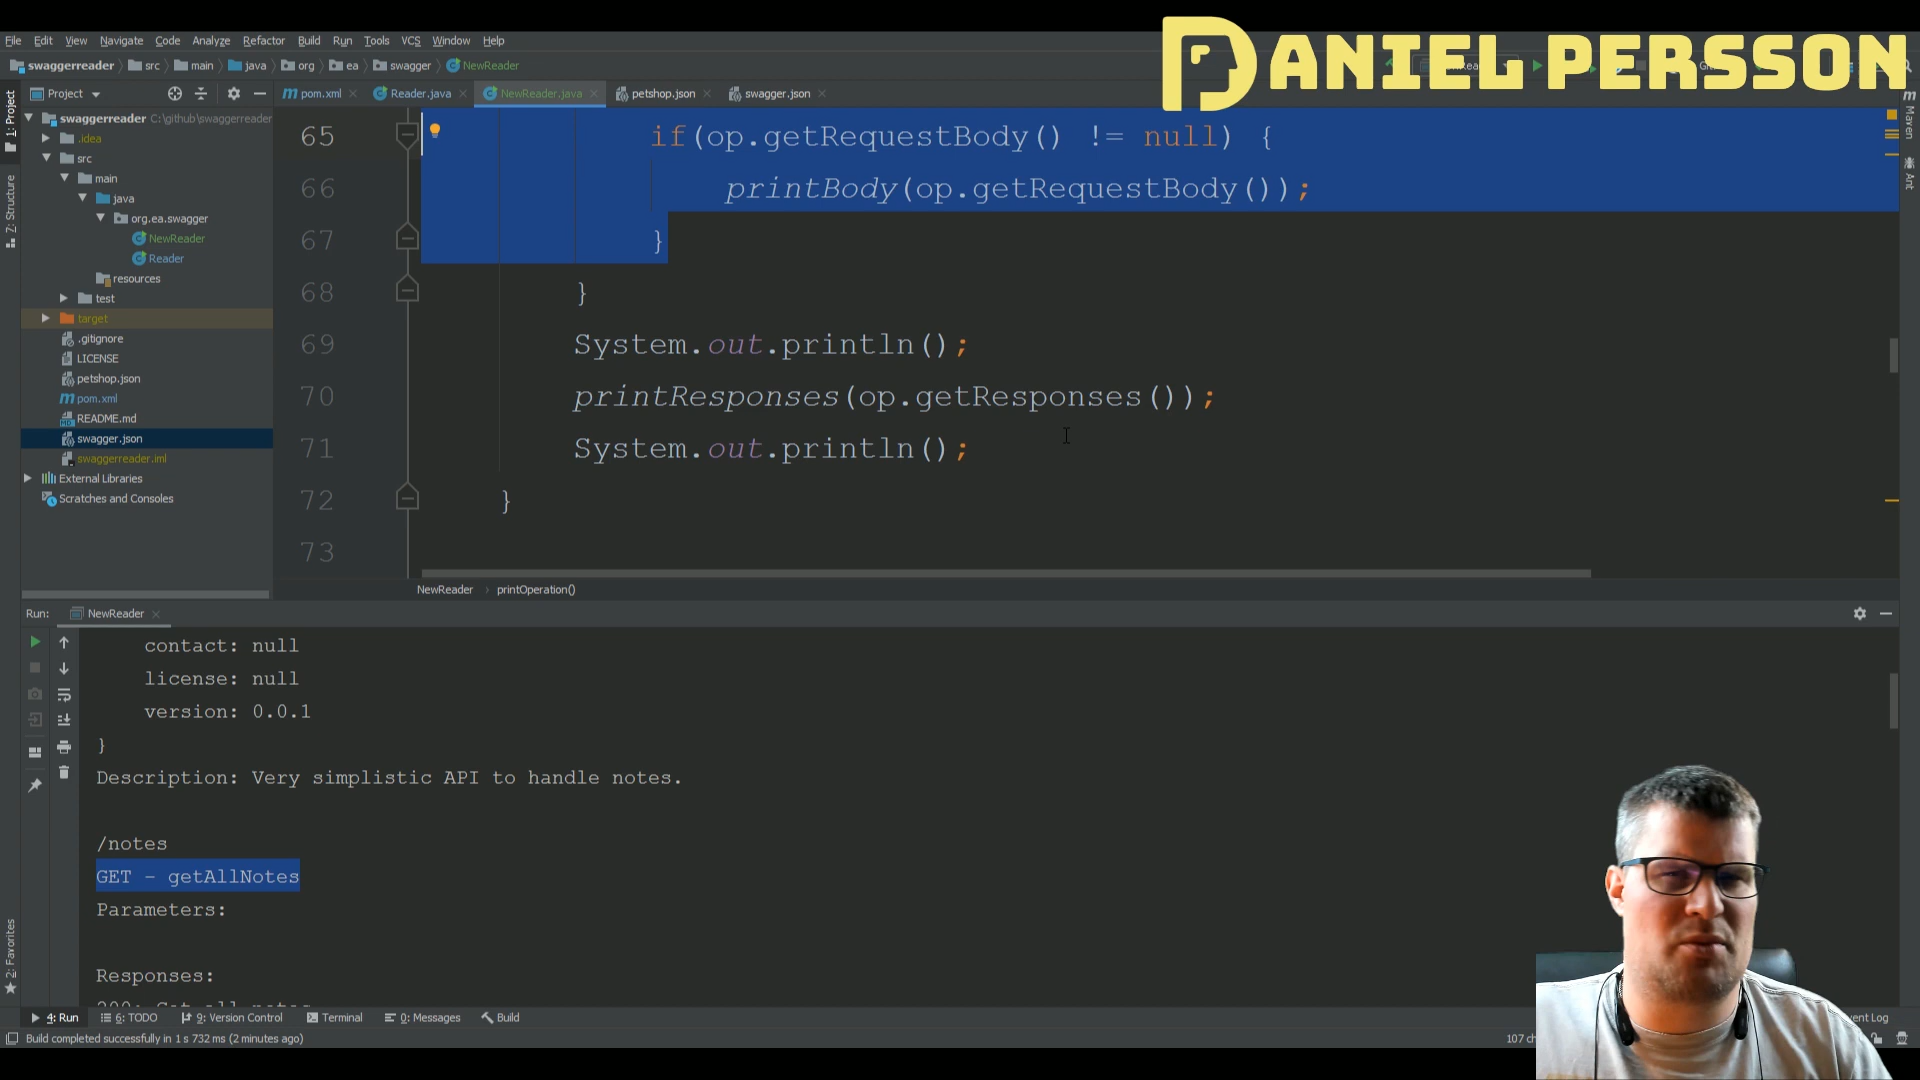 DANIEL PERSSON
File Edit View Navigate Code Analyze Refactor Build Run Tools VCS Window Help
swaggerreader src main java org ea swagger NewReader
Project
pom.xml Reader.java NewReader.java petshop.json swagger.json
1: Project
Z: Structure
2: Favorites
Maven
Ant
swaggerreader C:\github\swaggerreader
.idea
src
main
java
org.ea.swagger
NewReader
Reader
resources
test
target
.gitignore
LICENSE
petshop.json
pom.xml
README.md
swagger.json
swaggerreader.iml
External Libraries
Scratches and Consoles
65 if(op.getRequestBody() != null) {
66 printBody(op.getRequestBody());
67 }
68 }
69 System.out.println();
70 printResponses(op.getResponses());
71 System.out.println();
72 }
73
NewReader printOperation()
Run: NewReader
contact: null
license: null
version: 0.0.1
}
Description: Very simplistic API to handle notes.
/notes
GET - getAllNotes
Parameters:
Responses:
4: Run 6: TODO 9: Version Control Terminal 0: Messages Build
Build completed successfully in 1 s 732 ms (2 minutes ago)